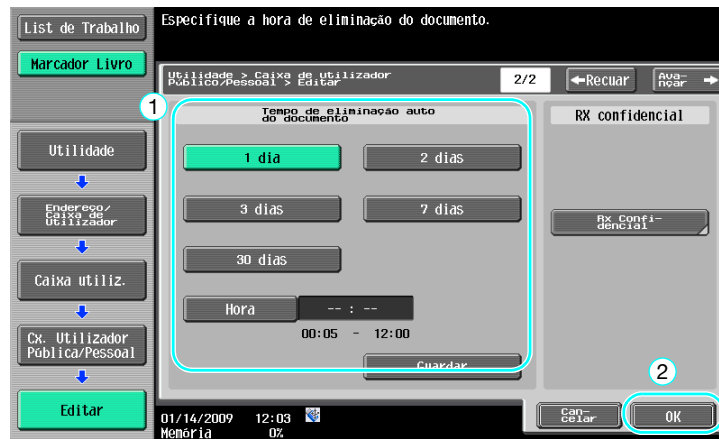 List de Trabalho
Especifique a hora de eliminação do documento.
Marcador Livro
Utilidade > Caixa de utilizador
Público/Pessoal > Editar
2/2
←Recuar
Ava-
nçar →
1
Tempo de eliminação auto
do documento
RX confidencial
Utilidade
1 dia
2 dias
Endereço/
Caixa de
Utilizador
3 dias
7 dias
Rx Confi-
dencial
30 dias
Caixa utiliz.
Hora
-- : --
00:05 - 12:00
Cx. Utilizador
Pública/Pessoal
Guardar
2
Editar
01/14/2009 12:03
Memória 0%
Can-
celar
OK